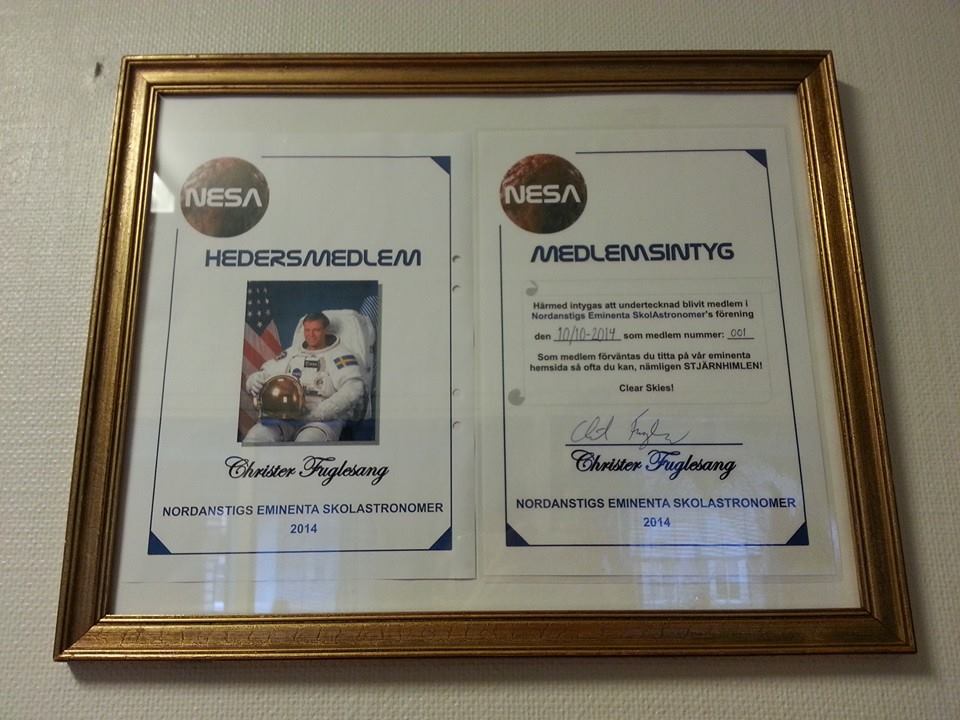 NESA
HEDERSMEDLEM
Christer Fuglesang
NORDANSTIGS EMINENTA SKOLASTRONOMER
2014
NESA
MEDLEMSINTYG
Härmed intygas att undertecknad blivit medlem i
Nordanstigs Eminenta SkolAstronomer's förening
den 10/10-2014 som medlem nummer: 001
Som medlem förväntas du titta på vår eminenta
hemsida så ofta du kan, nämligen STJÄRNHIMLEN!
Clear Skies!
Christer Fuglesang
NORDANSTIGS EMINENTA SKOLASTRONOMER
2014